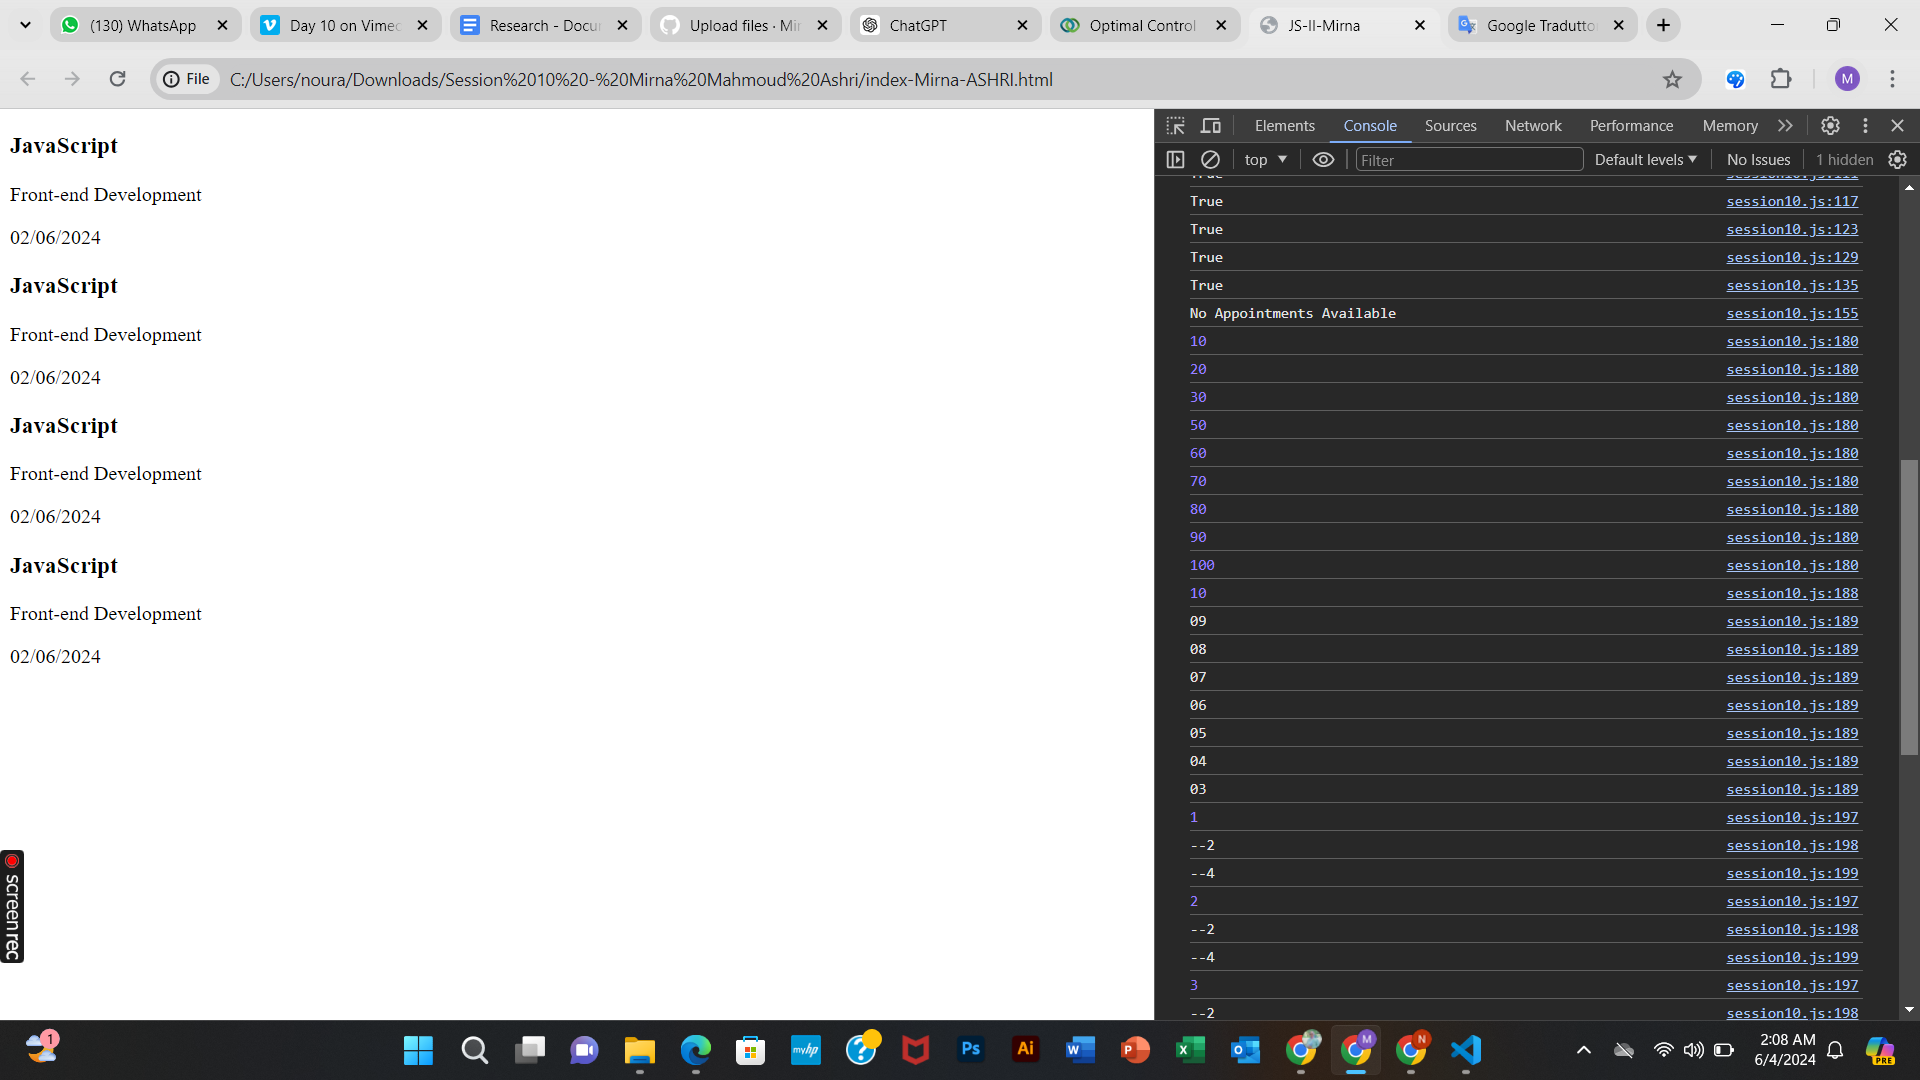 (130) WhatsApp
Day 10 on Vimeo
Research - Docu
Upload files · Mir
ChatGPT
Optimal Control
JS-II-Mirna
Google Tradutto
File C:/Users/noura/Downloads/Session%2010%20-%20Mirna%20Mahmoud%20Ashri/index-Mirna-ASHRI.html
M
JavaScript
Front-end Development
02/06/2024
JavaScript
Front-end Development
02/06/2024
JavaScript
Front-end Development
02/06/2024
JavaScript
Front-end Development
02/06/2024
screenrec
Elements Console Sources Network Performance Memory
top Filter Default levels No Issues 1 hidden
True session10.js:111
True session10.js:117
True session10.js:123
True session10.js:129
True session10.js:135
No Appointments Available session10.js:155
10 session10.js:180
20 session10.js:180
30 session10.js:180
50 session10.js:180
60 session10.js:180
70 session10.js:180
80 session10.js:180
90 session10.js:180
100 session10.js:180
10 session10.js:188
09 session10.js:189
08 session10.js:189
07 session10.js:189
06 session10.js:189
05 session10.js:189
04 session10.js:189
03 session10.js:189
1 session10.js:197
--2 session10.js:198
--4 session10.js:199
2 session10.js:197
--2 session10.js:198
--4 session10.js:199
3 session10.js:197
--2 session10.js:198
1
myhp
Ps
Ai
W
P
X
O
M
N
2:08 AM
6/4/2024
PRE